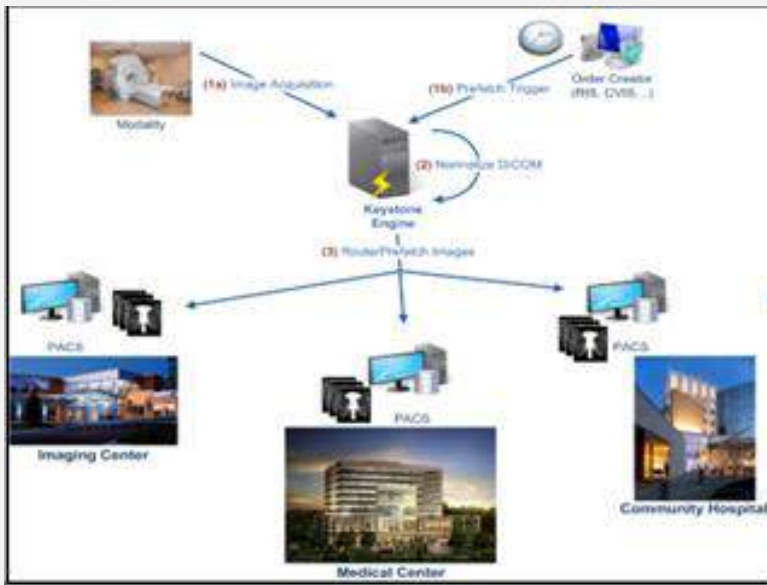 (1a) Image Acquisition
(1b) Prefetch Trigger
Order Creator
(RIS, CVIS...)
Modality
(2) Normalize DICOM
Keystone
Engine
(3) Route/Prefetch Images
PACS
PACS
PACS
Imaging Center
Community Hospital
Medical Center